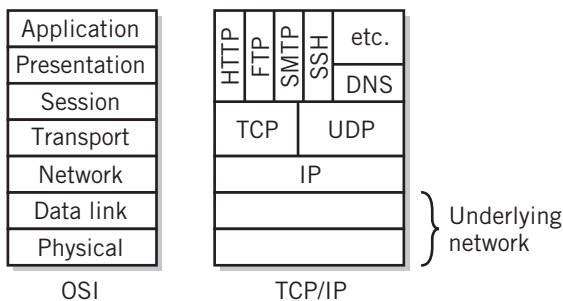 Application
Presentation
Session
Transport
Network
Data link
Physical
OSI
HTTP
FTP
SMTP
SSH
etc.
DNS
TCP
UDP
IP
Underlying
network
TCP/IP